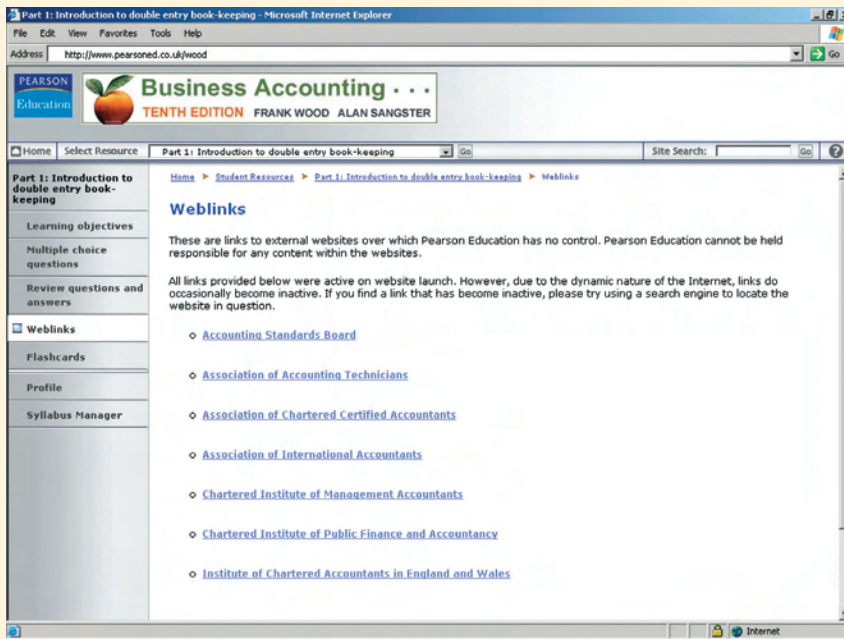 Part 1: Introduction to double entry book-keeping - Microsoft Internet Explorer
File Edit View Favorites Tools Help
Address http://www.pearsoned.co.uk/wood Go
PEARSON
Education
Business Accounting . . .
TENTH EDITION FRANK WOOD ALAN SANGSTER
Home Select Resource Part 1: Introduction to double entry book-keeping Go Site Search: Go ?
Part 1: Introduction to
double entry book-
keeping
Learning objectives
Multiple choice
questions
Review questions and
answers
Weblinks
Flashcards
Profile
Syllabus Manager
Home > Student Resources > Part 1: Introduction to double entry book-keeping > Weblinks
Weblinks
These are links to external websites over which Pearson Education has no control. Pearson Education cannot be held
responsible for any content within the websites.
All links provided below were active on website launch. However, due to the dynamic nature of the Internet, links do
occasionally become inactive. If you find a link that has become inactive, please try using a search engine to locate the
website in question.
Accounting Standards Board
Association of Accounting Technicians
Association of Chartered Certified Accountants
Association of International Accountants
Chartered Institute of Management Accountants
Chartered Institute of Public Finance and Accountancy
Institute of Chartered Accountants in England and Wales
Internet